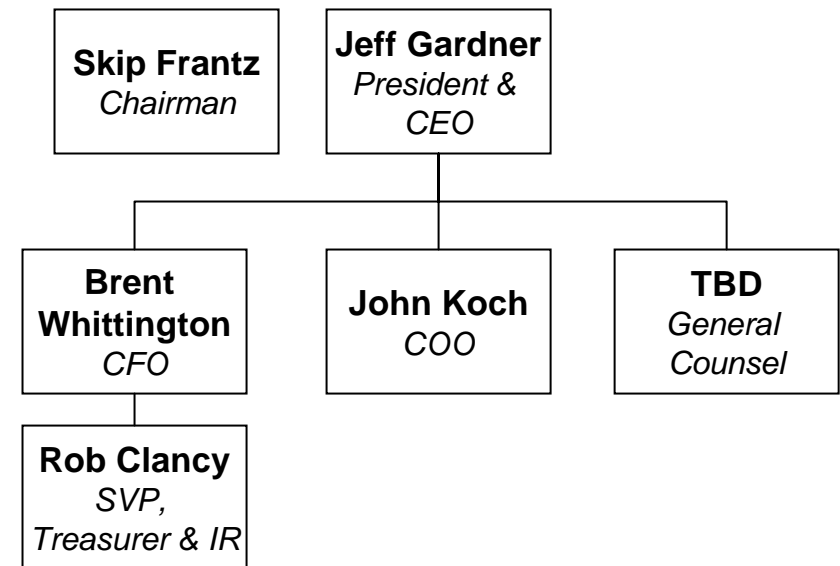 Skip Frantz
Chairman
Jeff Gardner
President &
CEO
Brent
Whittington
CFO
John Koch
COO
TBD
General
Counsel
Rob Clancy
SVP,
Treasurer & IR